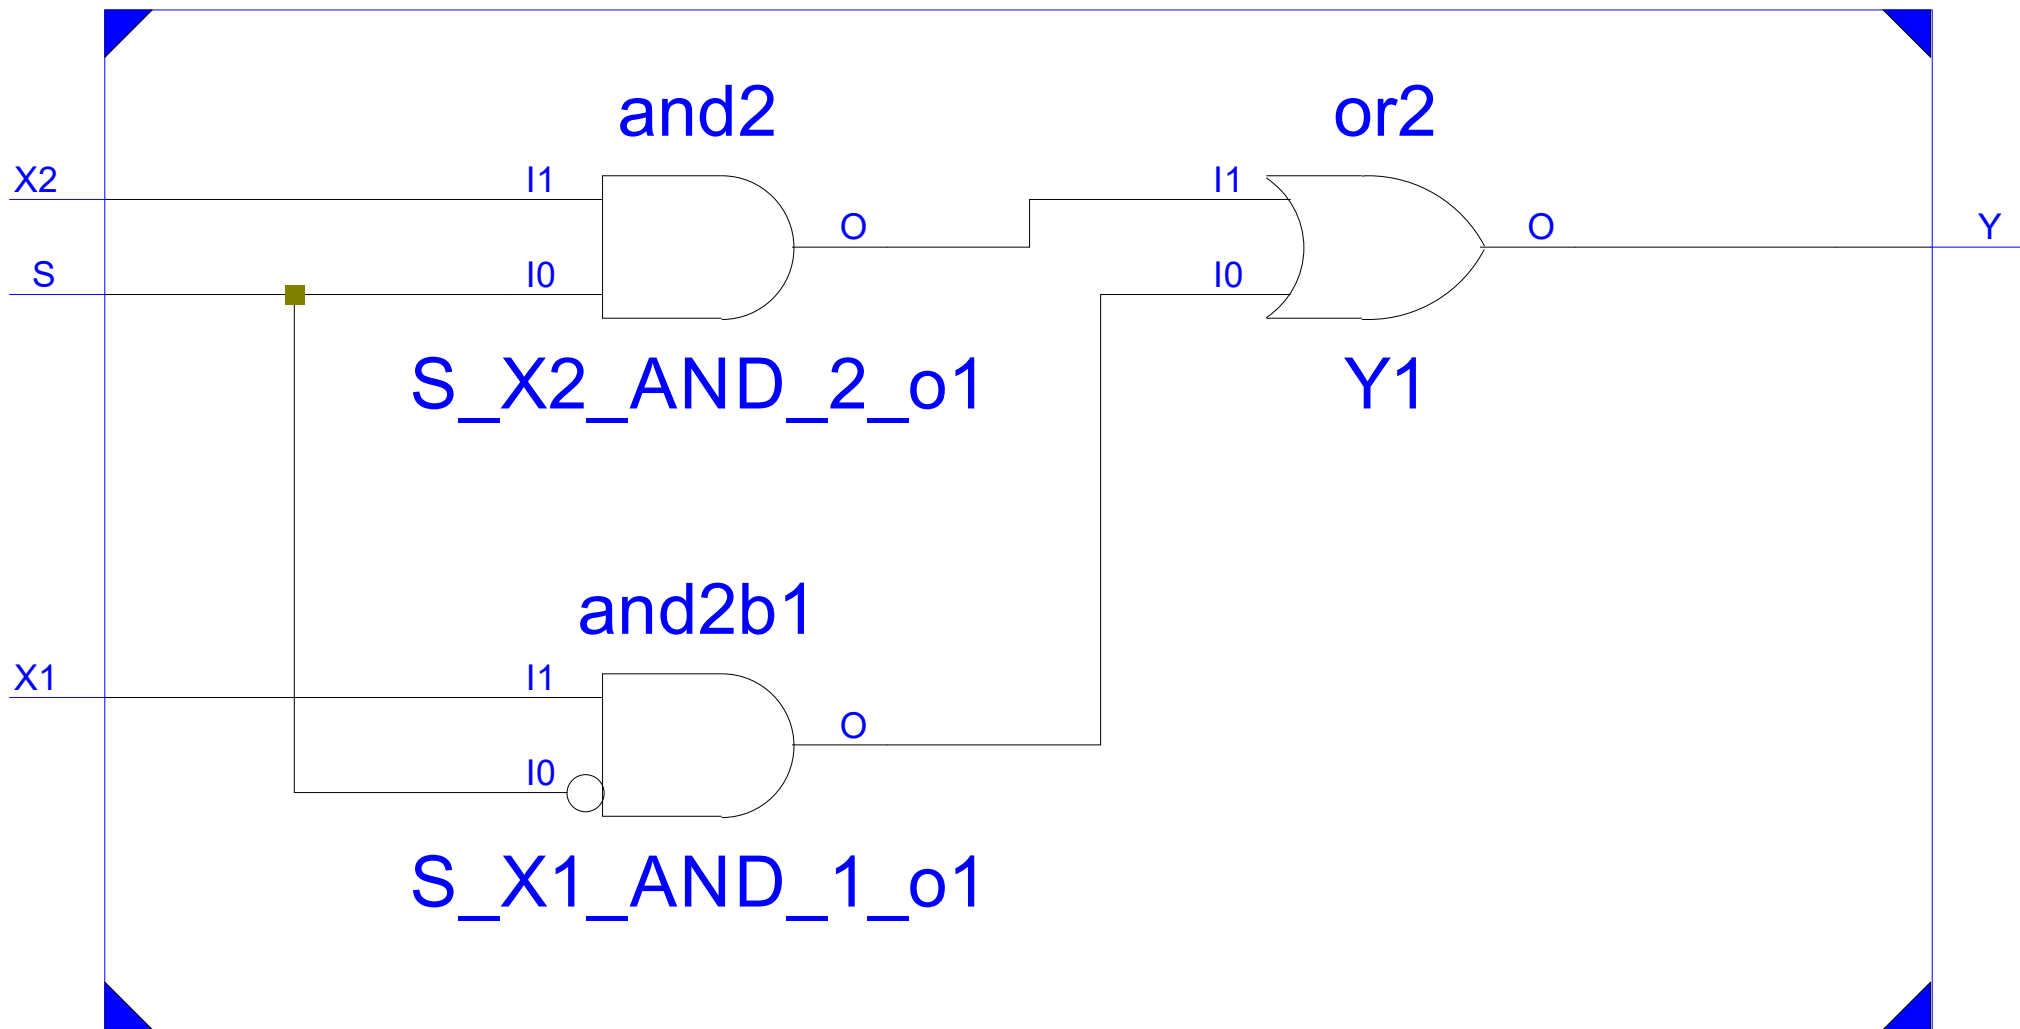 and2
or2
X2
I1
I1
O
O
Y
S
I0
I0
S_X2_AND_2_o1
Y1
and2b1
X1
I1
O
I0
S_X1_AND_1_o1